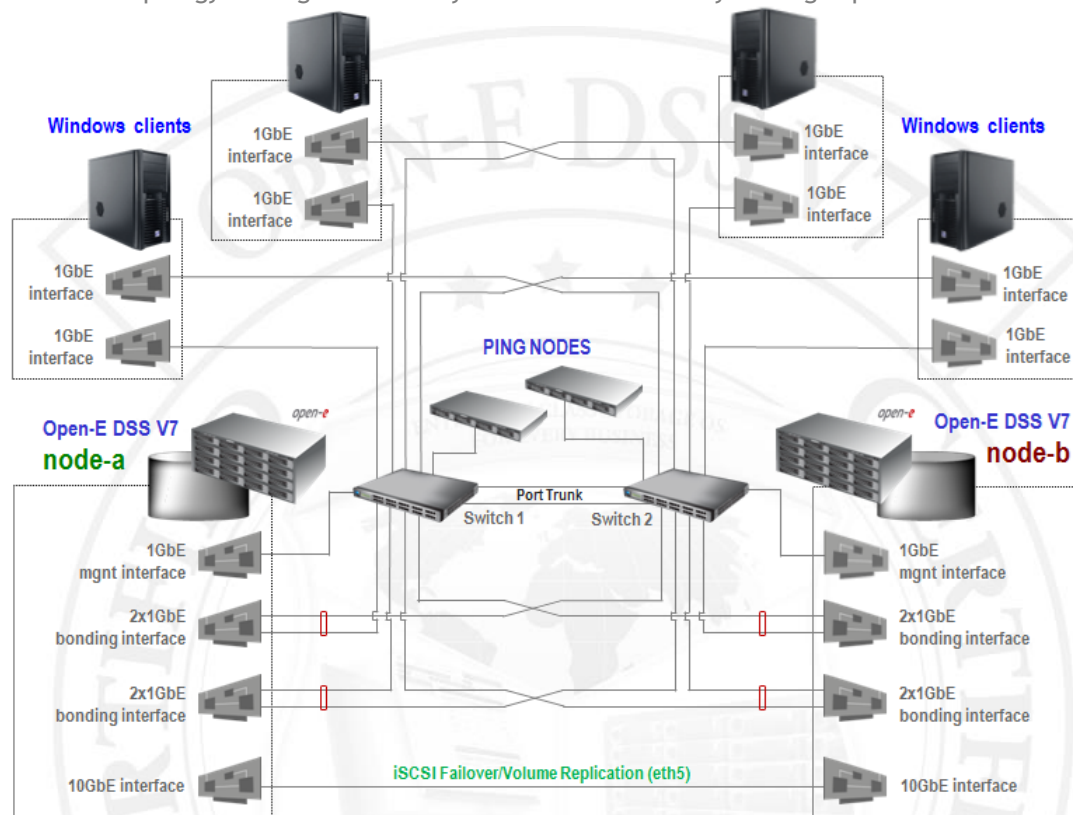 1GbE
interface
1GbE
interface
Windows clients
1GbE
interface
1GbE
interface
Windows clients
1GbE
interface
1GbE
interface
1GbE
interface
1GbE
interface
PING NODES
OPEN-E DSS V7
open-e
Open-E DSS V7
node-a
open-e
Open-E DSS V7
node-b
Port Trunk
Switch 1
Switch 2
1GbE
mgnt interface
1GbE
mgnt interface
2x1GbE
bonding interface
2x1GbE
bonding interface
2x1GbE
bonding interface
2x1GbE
bonding interface
iSCSI Failover/Volume Replication (eth5)
10GbE interface
10GbE interface